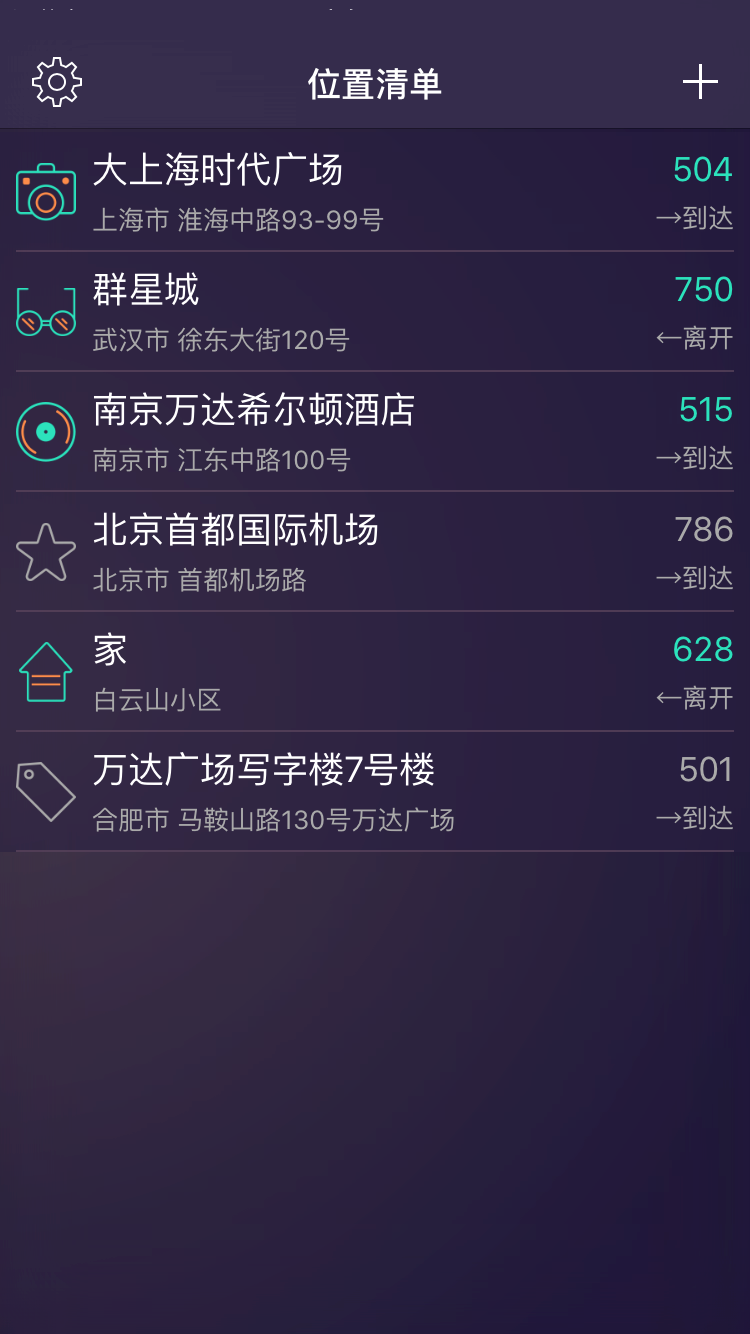 位置清单
大上海时代广场 504
上海市 淮海中路93-99号 →到达
群星城 750
武汉市 徐东大街120号 ←离开
南京万达希尔顿酒店 515
南京市 江东中路100号 →到达
北京首都国际机场 786
北京市 首都机场路 →到达
家 628
白云山小区 ←离开
万达广场写字楼7号楼 501
合肥市 马鞍山路130号万达广场 →到达